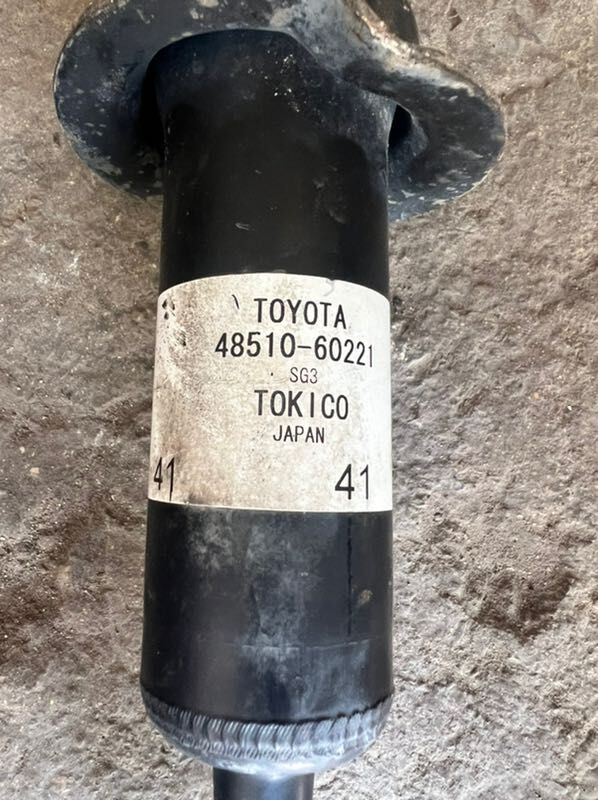 TOYOTA
48510-60221
SG3
TOKICO
JAPAN
41 41